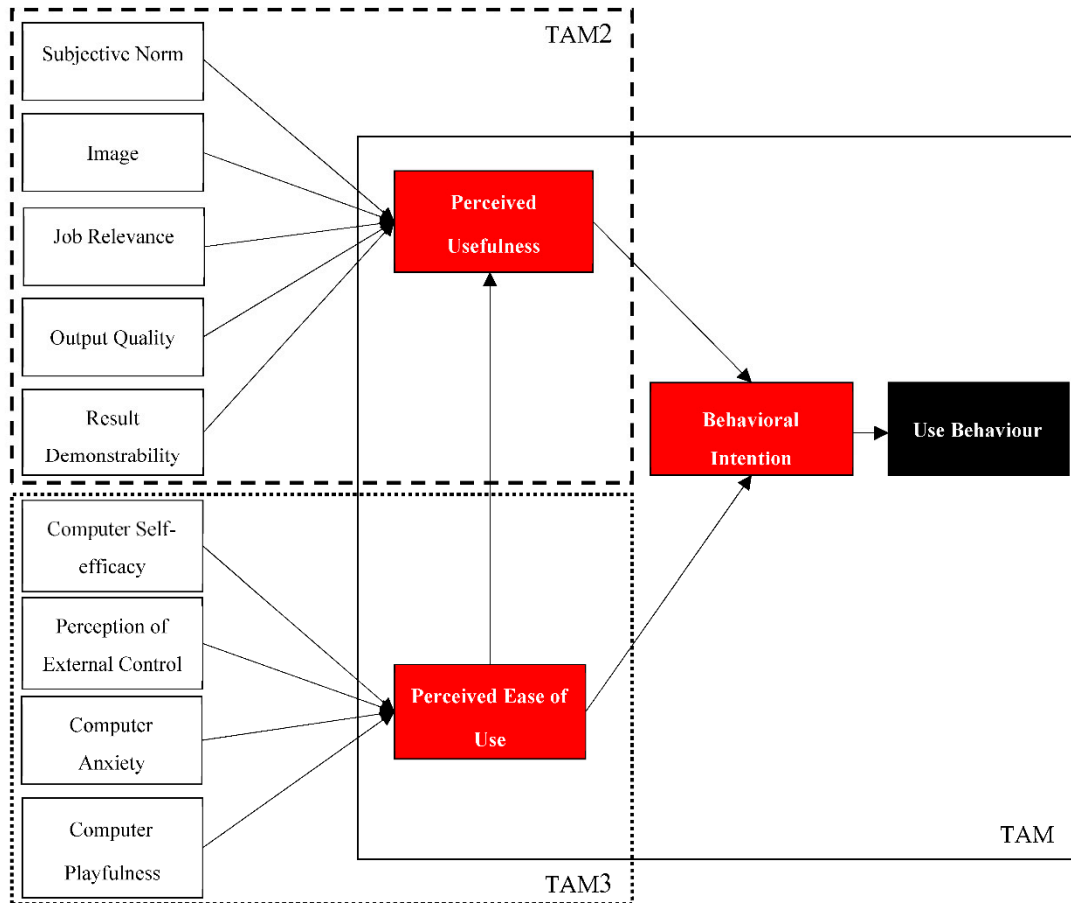 TAM2
Subjective Norm
Image
Job Relevance
Output Quality
Result
Demonstrability
Perceived
Usefulness
Behavioral
Intention
Use Behaviour
Computer Self-
efficacy
Perception of
External Control
Computer
Anxiety
Computer
Playfulness
Perceived Ease of
Use
TAM
TAM3